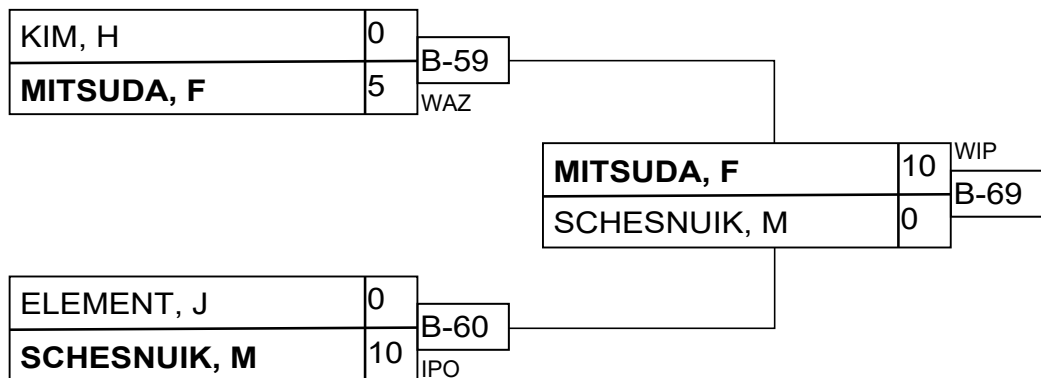 KIM, H 0
B-59
MITSUDA, F 5
WAZ
MITSUDA, F 10
WIP
B-69
SCHESNUIK, M 0
ELEMENT, J 0
B-60
SCHESNUIK, M 10
IPO